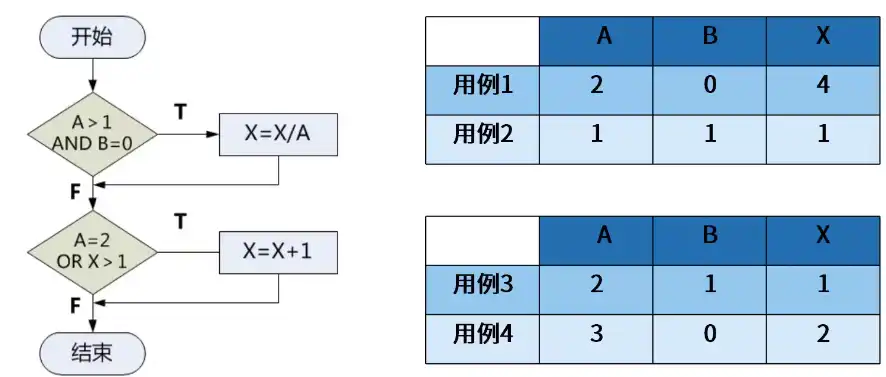 开始
A>1
AND B=0
T
X=X/A
F
A=2
OR X>1
T
X=X+1
F
结束
A B X
用例1 2 0 4
用例2 1 1 1
A B X
用例3 2 1 1
用例4 3 0 2